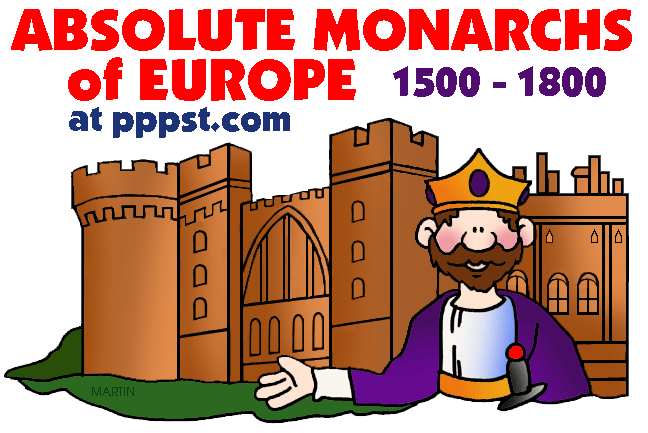 ABSOLUTE MONARCHS
of EUROPE 1500 - 1800
at pppst.com
MARTIN